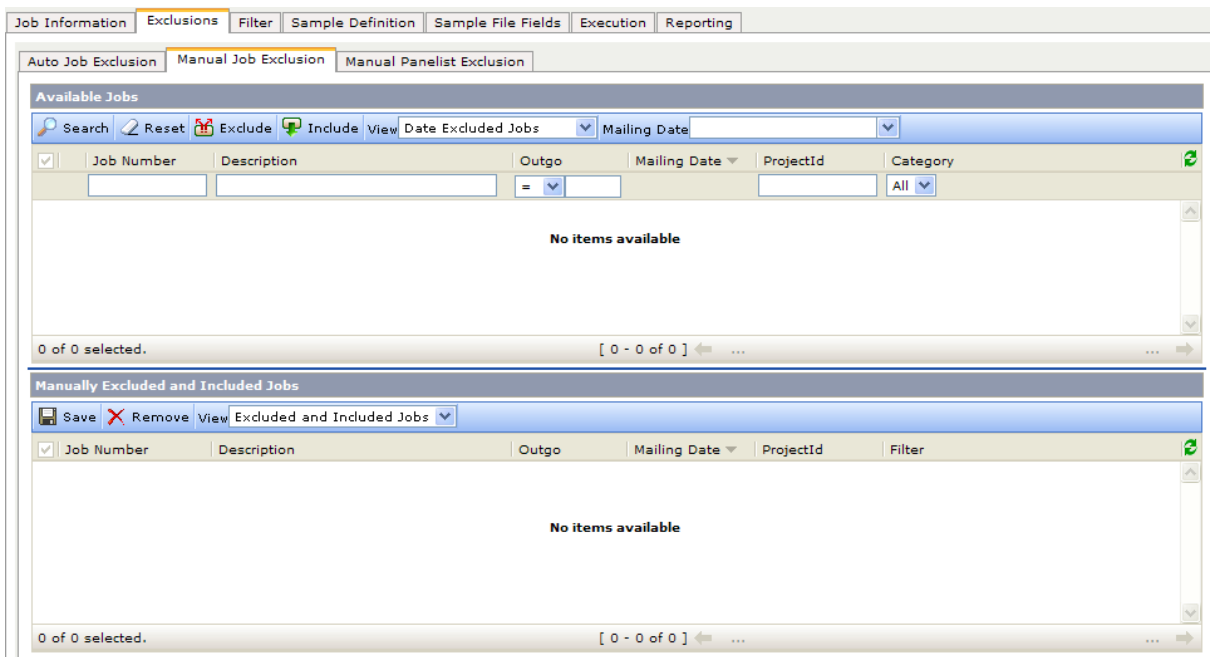 Job Information Exclusions Filter Sample Definition Sample File Fields Execution Reporting
Auto Job Exclusion Manual Job Exclusion Manual Panelist Exclusion
Available Jobs
Search Reset Exclude Include View Date Excluded Jobs Mailing Date
Job Number Description Outgo Mailing Date ProjectId Category
= All
No items available
0 of 0 selected. [ 0 - 0 of 0 ] ... ...
Manually Excluded and Included Jobs
Save Remove View Excluded and Included Jobs
Job Number Description Outgo Mailing Date ProjectId Filter
No items available
0 of 0 selected. [ 0 - 0 of 0 ] ... ...